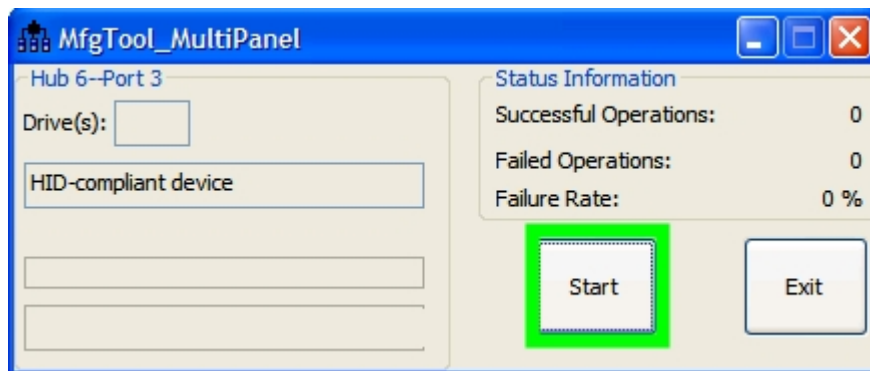 MfgTool_MultiPanel
Hub 6--Port 3
Drive(s):
HID-compliant device
Status Information
Successful Operations: 0
Failed Operations: 0
Failure Rate: 0 %
Start
Exit